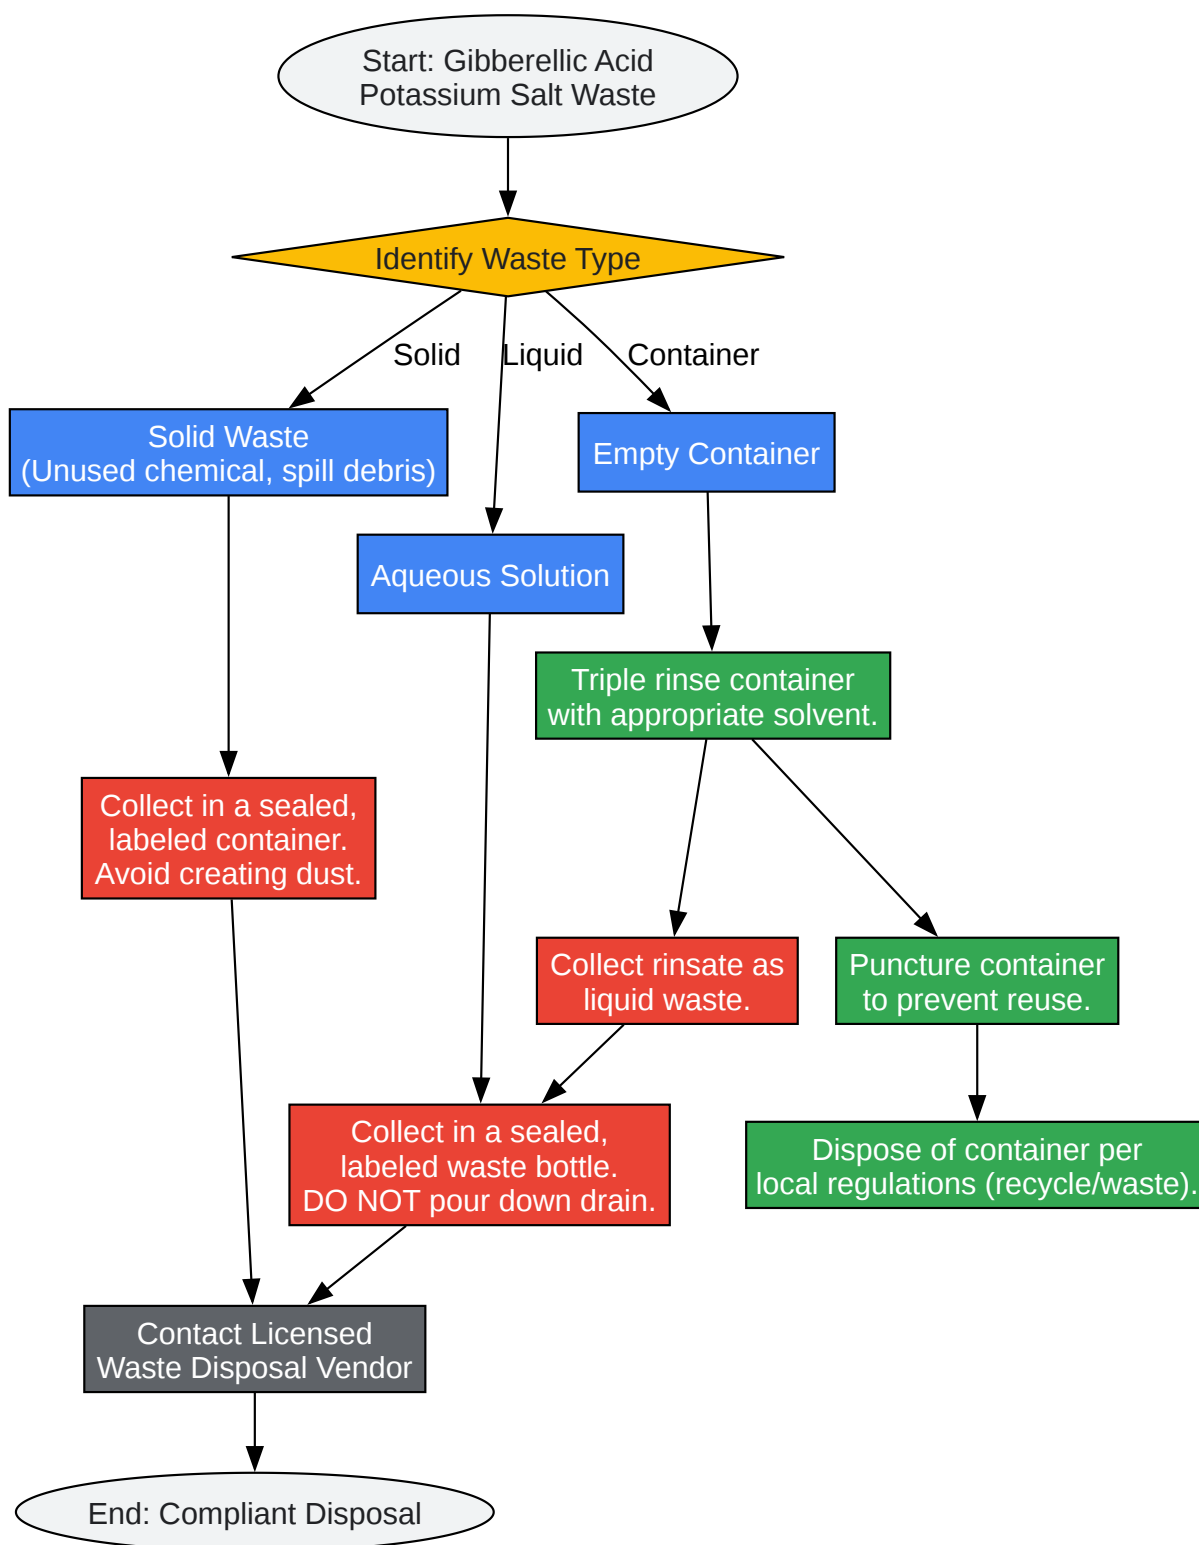 Start: Gibberellic Acid
Potassium Salt Waste
Identify Waste Type
Solid
Liquid
Container
Solid Waste
(Unused chemical, spill debris)
Empty Container
Aqueous Solution
Triple rinse container
with appropriate solvent.
Collect in a sealed,
labeled container.
Avoid creating dust.
Collect rinsate as
liquid waste.
Puncture container
to prevent reuse.
Collect in a sealed,
labeled waste bottle.
DO NOT pour down drain.
Dispose of container per
local regulations (recycle/waste).
Contact Licensed
Waste Disposal Vendor
End: Compliant Disposal